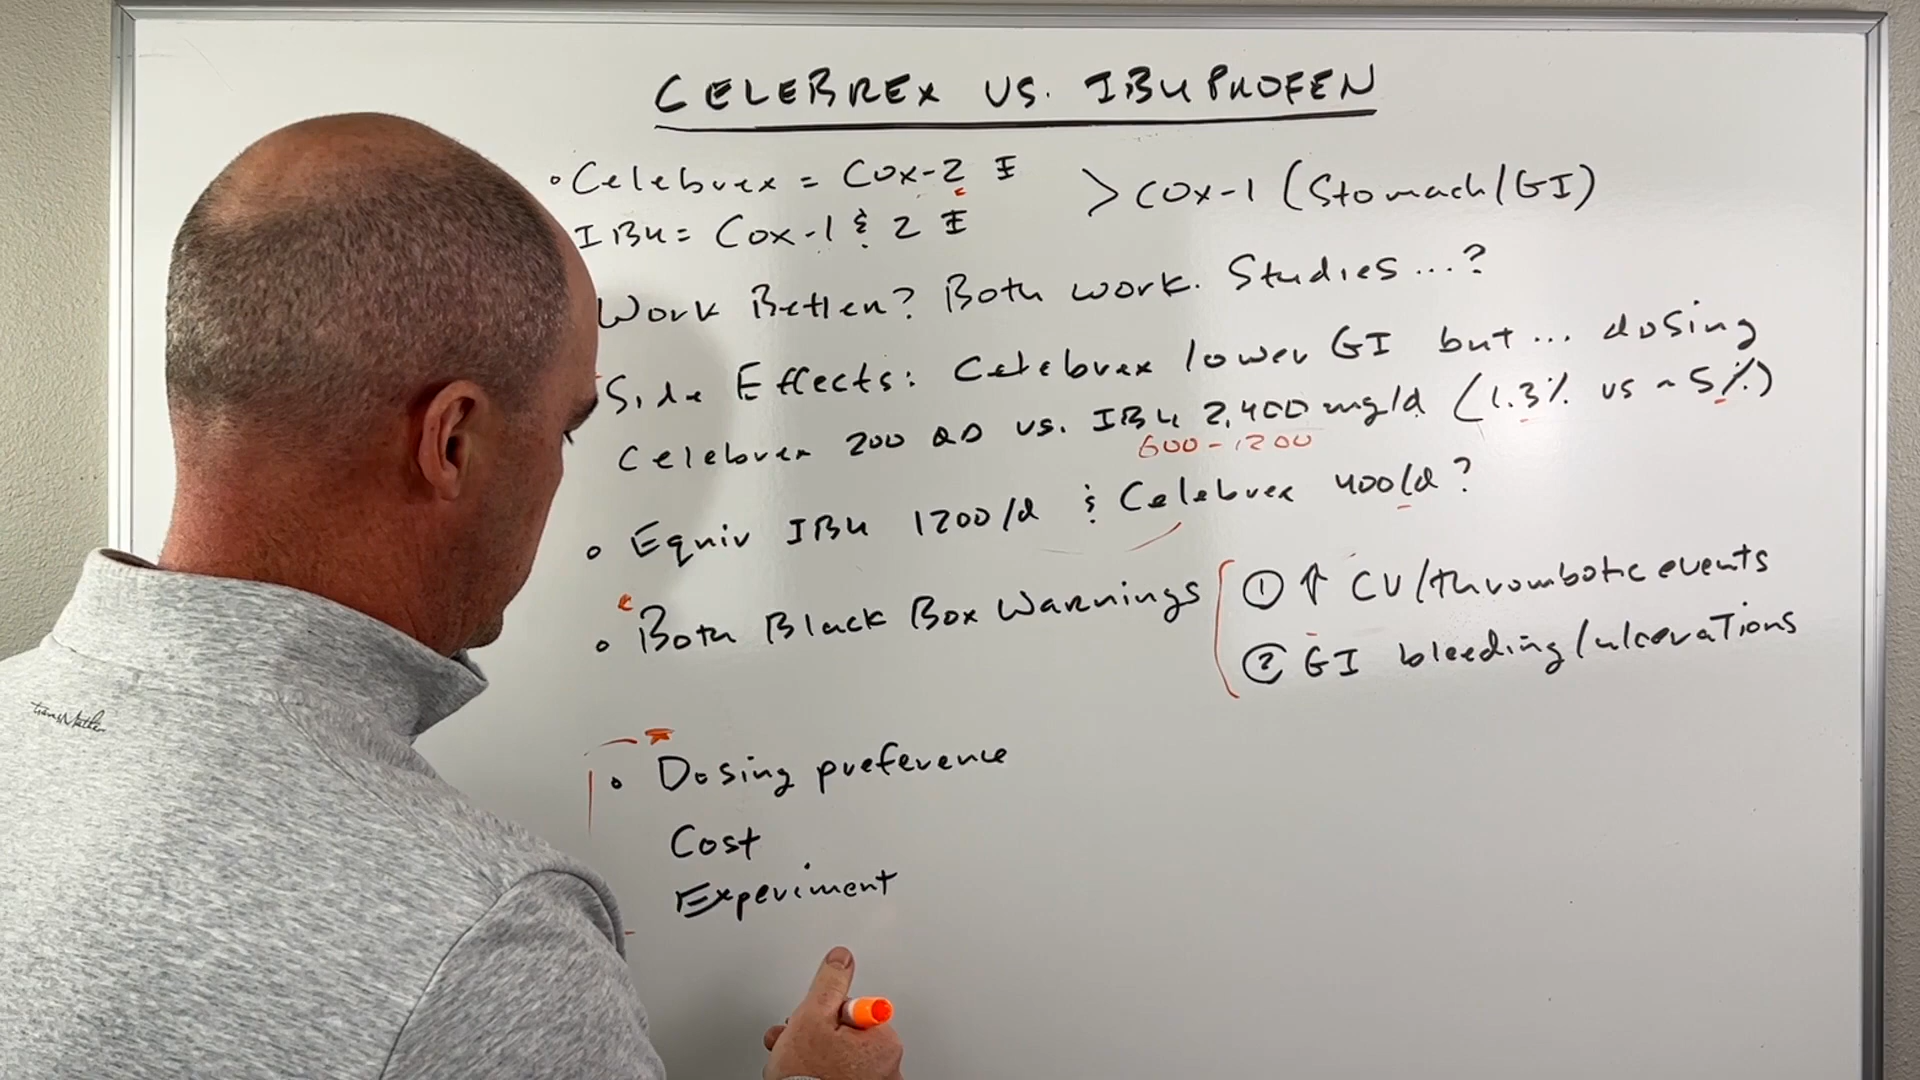 CELEBREX VS. IBUPROFEN
Celebrex = COX-2 I
> COX-1 (Stomach/GI)
IBU = COX-1 & 2 I
Work Better? Both work. Studies...?
Side Effects: Celebrex lower GI but... dosing
Celebrex 200 QD vs. IBU 2,400 mg/d (1.3% vs ~5%)
600-1200
Equiv IBU 1200/d & Celebrex 400/d?
Both Black Box Warnings
① ↑ CV/thrombotic events
② GI bleeding/ulcerations
Dosing preference
Cost
Experiment